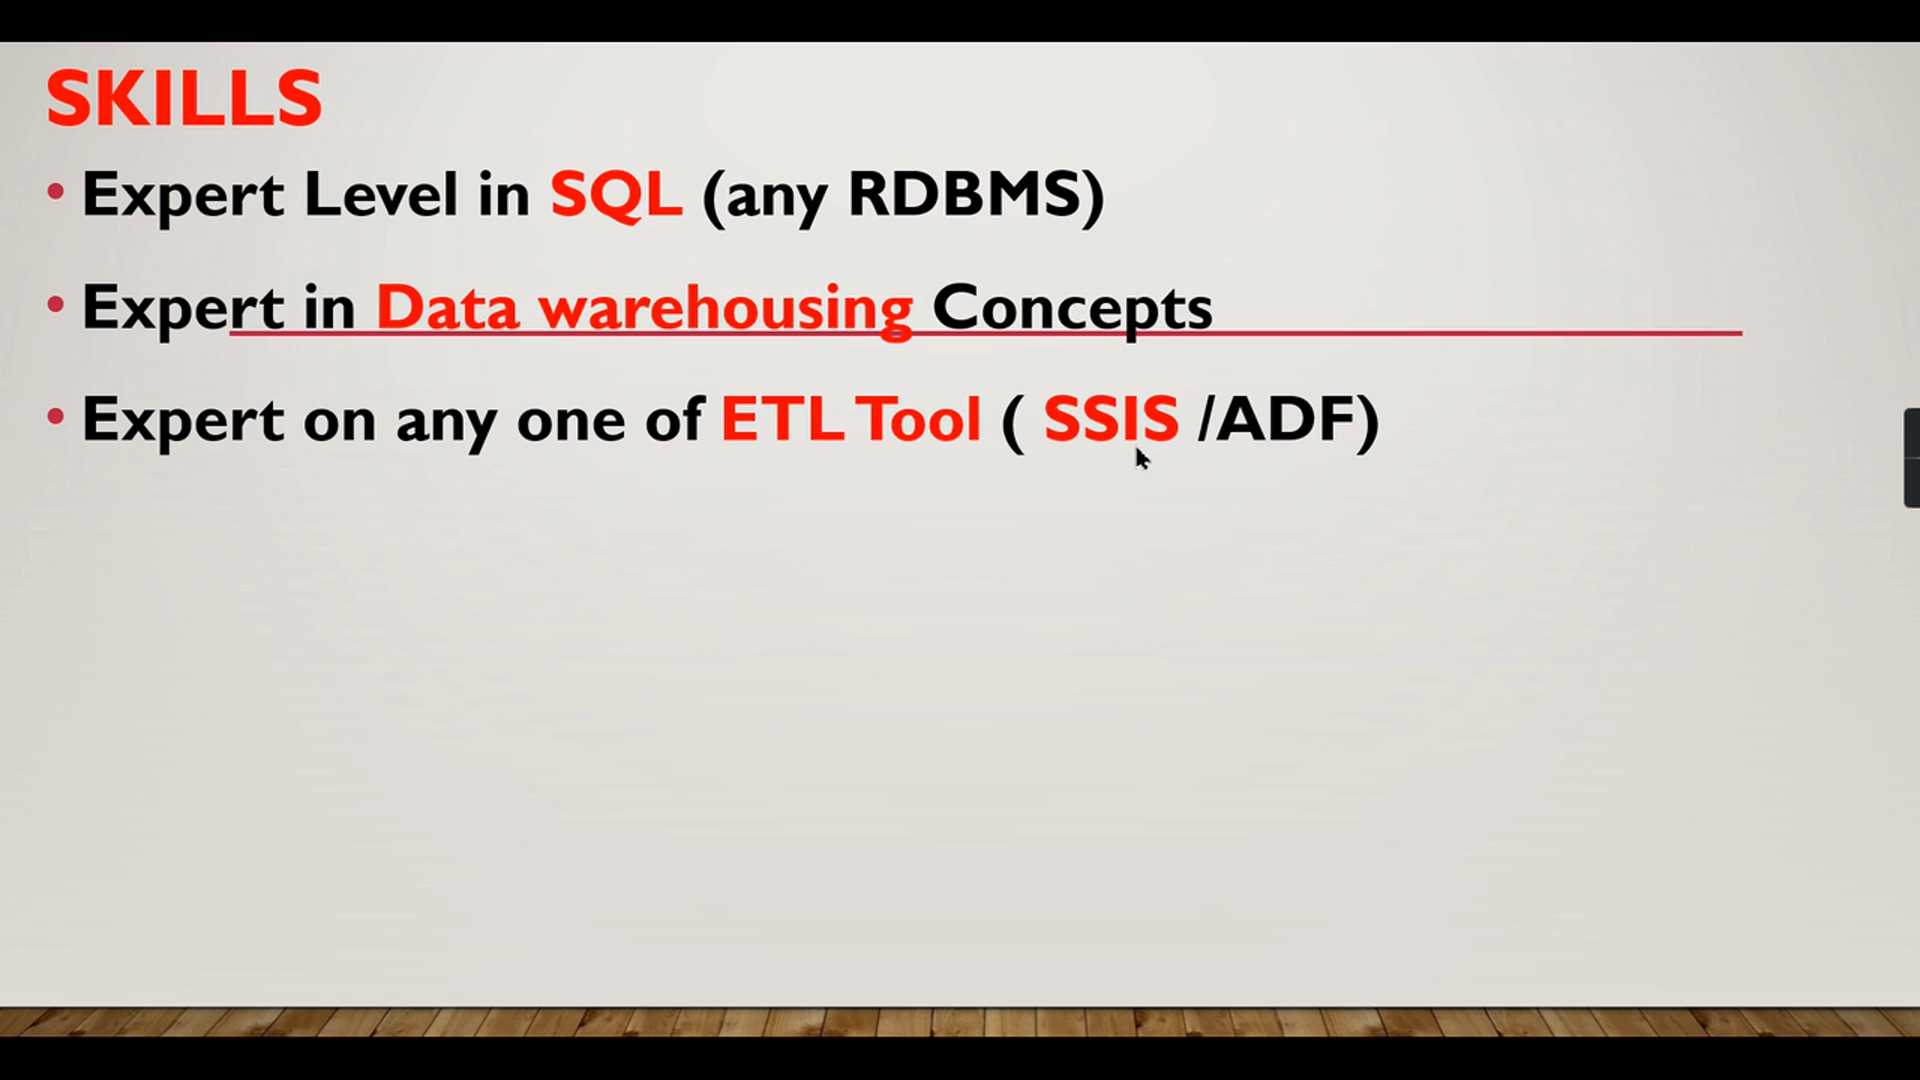 SKILLS
• Expert Level in SQL (any RDBMS)
• Expert in Data warehousing Concepts
• Expert on any one of ETL Tool ( SSIS /ADF)